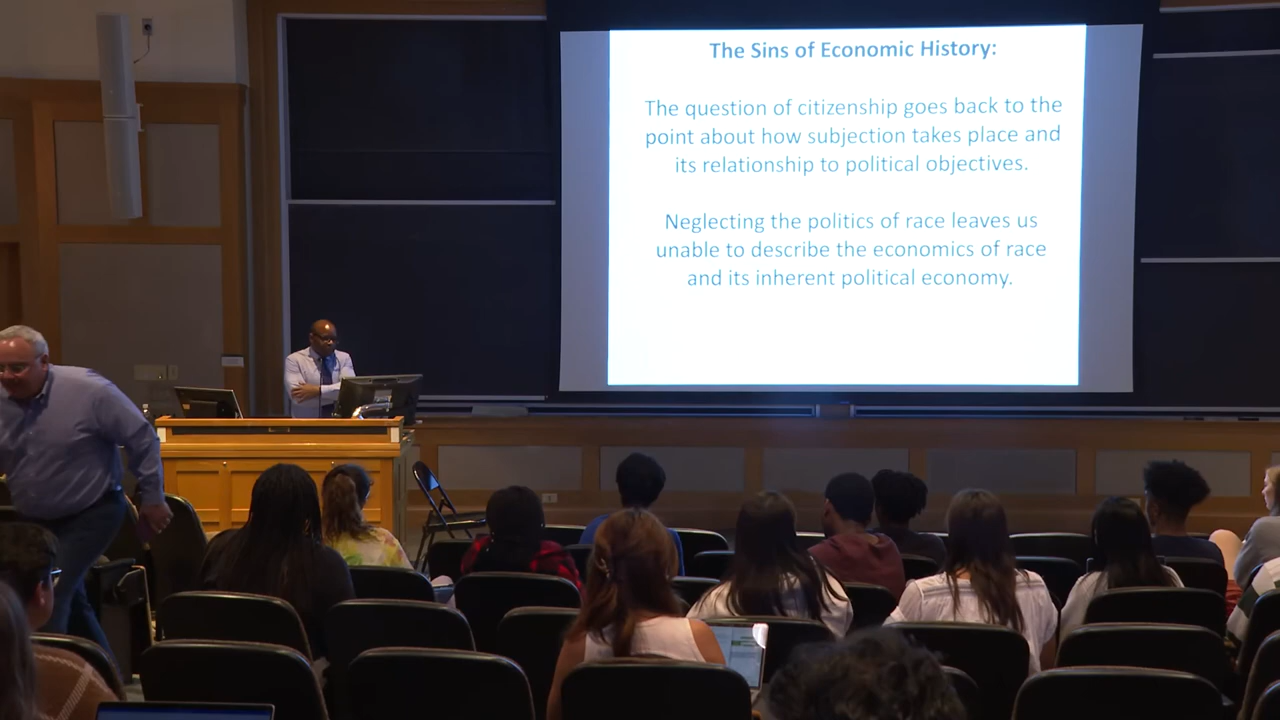 The Sins of Economic History:
The question of citizenship goes back to the
point about how subjection takes place and
its relationship to political objectives.
Neglecting the politics of race leaves us
unable to describe the economics of race
and its inherent political economy.